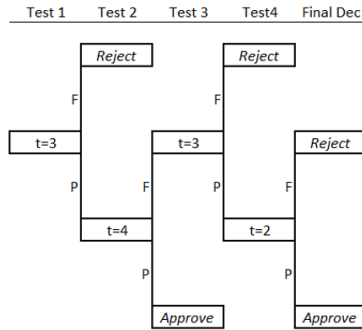 Test 1 Test 2 Test 3 Test4 Final Dec
Reject Reject
F F
t=3 t=3 Reject
P F P F
t=4 t=2
P P
Approve Approve